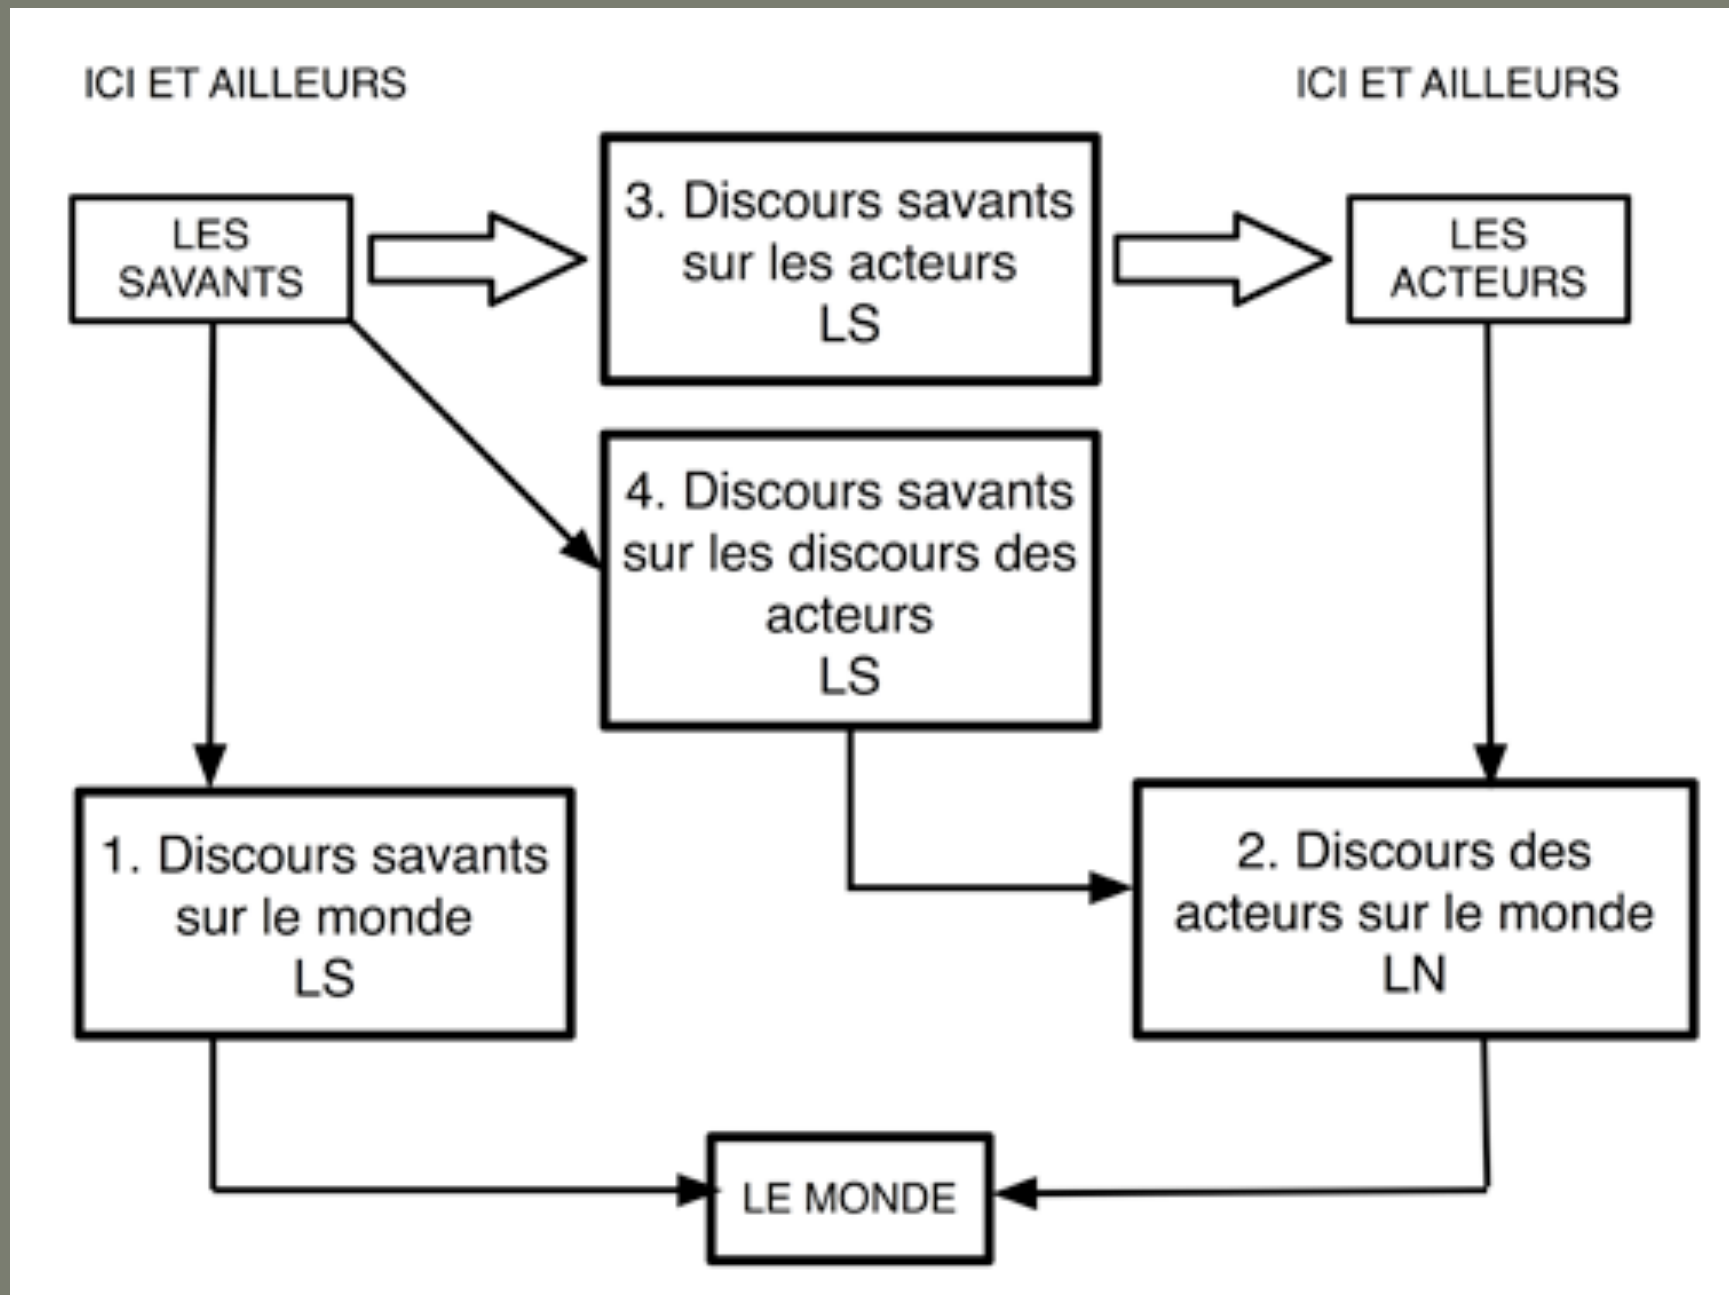 ICI ET AILLEURS
ICI ET AILLEURS
LES
SAVANTS
3. Discours savants
sur les acteurs
LS
LES
ACTEURS
4. Discours savants
sur les discours des
acteurs
LS
1. Discours savants
sur le monde
LS
2. Discours des
acteurs sur le monde
LN
LE MONDE